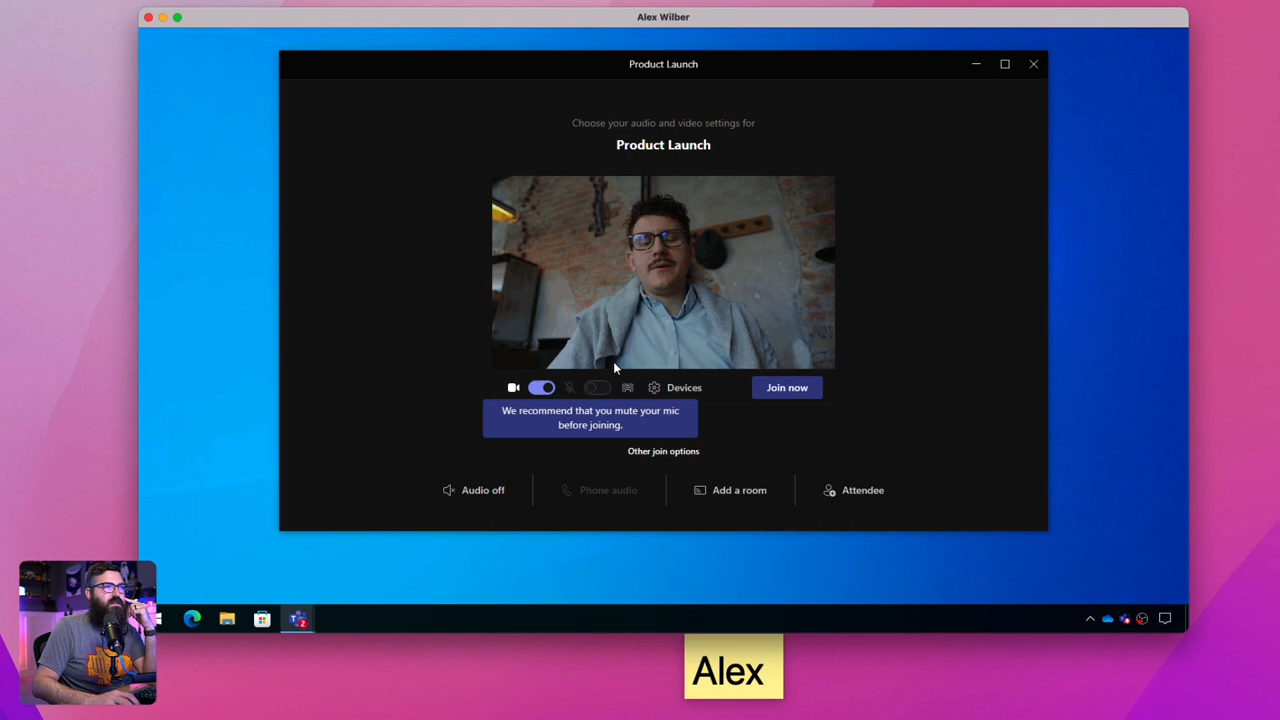 Alex Wilber
Product Launch
Choose your audio and video settings for
Product Launch
Devices
Join now
We recommend that you mute your mic
before joining.
Other join options
Audio off
Phone audio
Add a room
Attendee
2
Alex